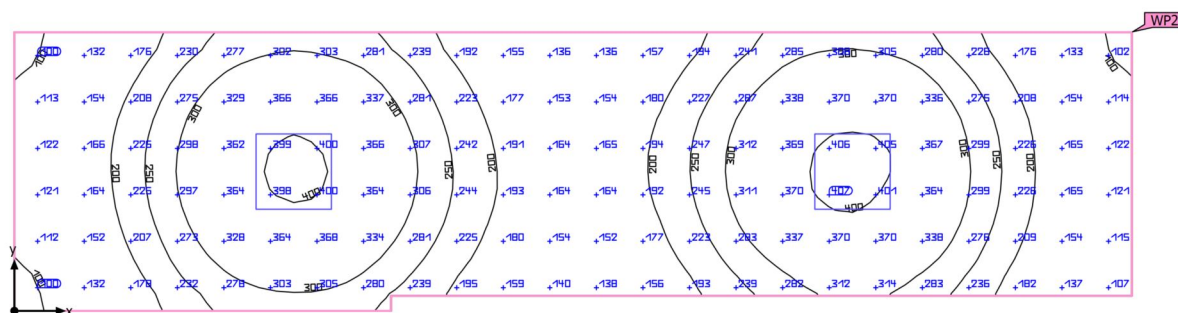 WP2
100 +132 +176 +230 +277 +302 +303 +281 +239 +192 +155 +136 +136 +157 +194 +241 +285 +305 +280 +228 +176 +133 +102
100 300 100
+113 +154 +208 +275 +329 +366 +366 +337 +281 +223 +177 +153 +154 +180 +227 +287 +338 +370 +370 +336 +275 +208 +154 +114
300 300
+122 +166 +225 +298 +362 +399 +400 +366 +307 +242 +191 +164 +165 +194 +247 +312 +369 +406 +405 +367 +299 +226 +165 +122
200 250 250 200 200 250 300 300 250 200
+121 +164 +225 +297 +364 +398 +400 +364 +306 +244 +193 +164 +164 +192 +245 +311 +370 +407 +401 +364 +299 +226 +165 +121
400 400
+112 +152 +207 +273 +328 +364 +368 +334 +281 +225 +180 +154 +152 +177 +223 +283 +337 +370 +370 +338 +278 +209 +154 +115
y
100
+132 +178 +232 +278 +303 +305 +280 +239 +195 +159 +140 +138 +156 +193 +239 +282 +312 +314 +283 +236 +182 +137 +107
300
x